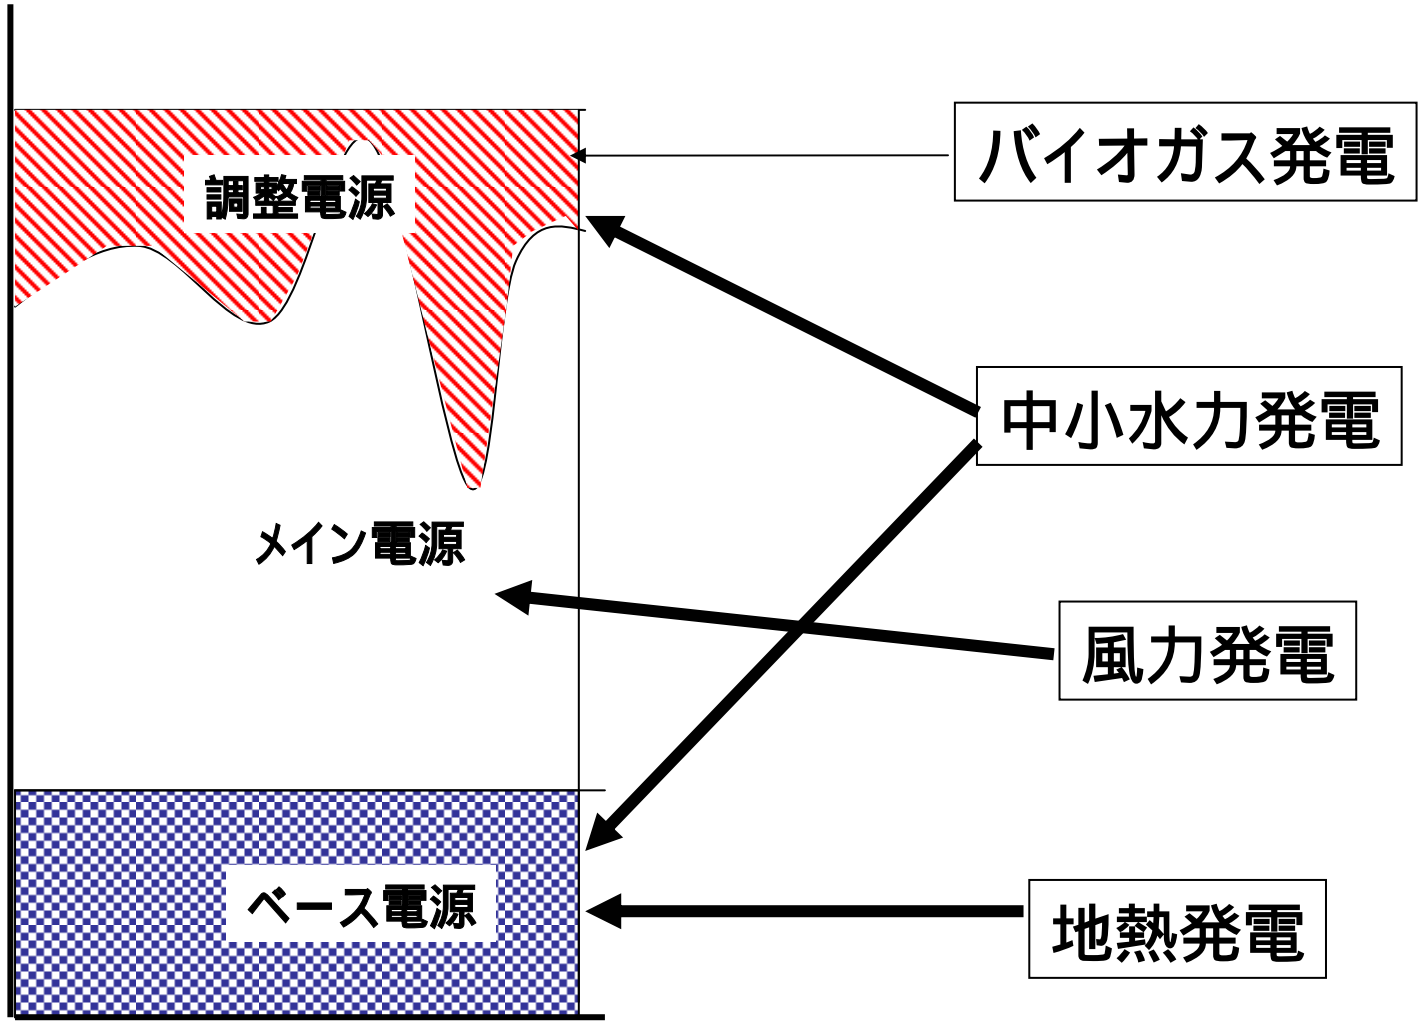 バイオガス発電
調整電源
中小水力発電
メイン電源
風力発電
ベース電源
地熱発電